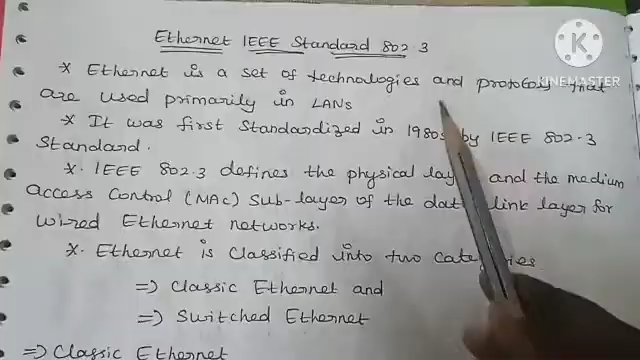 Ethernet IEEE Standard 802.3
* Ethernet is a set of technologies and protocols that
are used primarily in LANs
* It was first standardized in 1980s by IEEE 802.3
Standard.
*. IEEE 802.3 defines the physical and the medium
access control (MAC) sub-layer of the link layer for
wired Ethernet networks.
*. Ethernet is classified into two categories
=> Classic Ethernet and
=> Switched Ethernet
=> Classic Ethernet
KINEMASTER